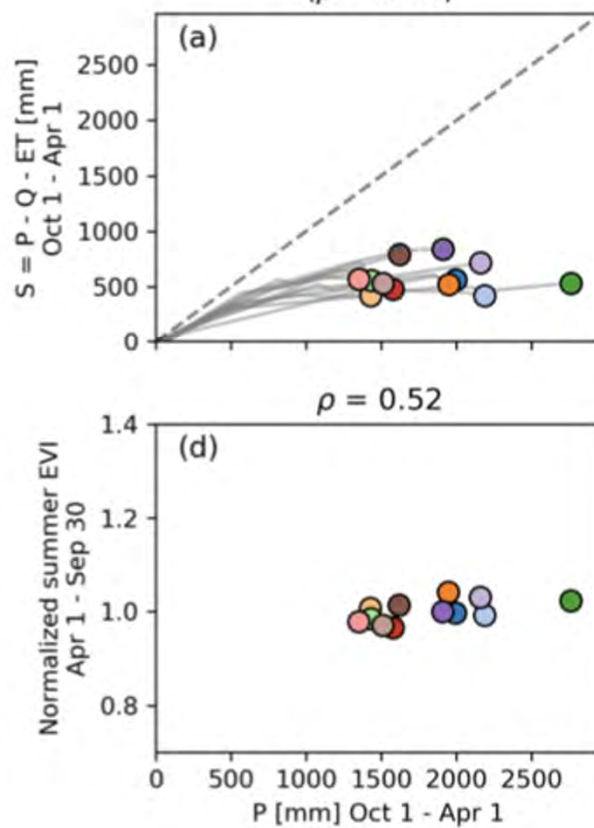 (a)
2500
2000
1500
1000
500
0
S = P - Q - ET [mm]
Oct 1 - Apr 1
ρ = 0.52
(d)
1.4
1.2
1.0
0.8
Normalized summer EVI
Apr 1 - Sep 30
0 500 1000 1500 2000 2500
P [mm] Oct 1 - Apr 1